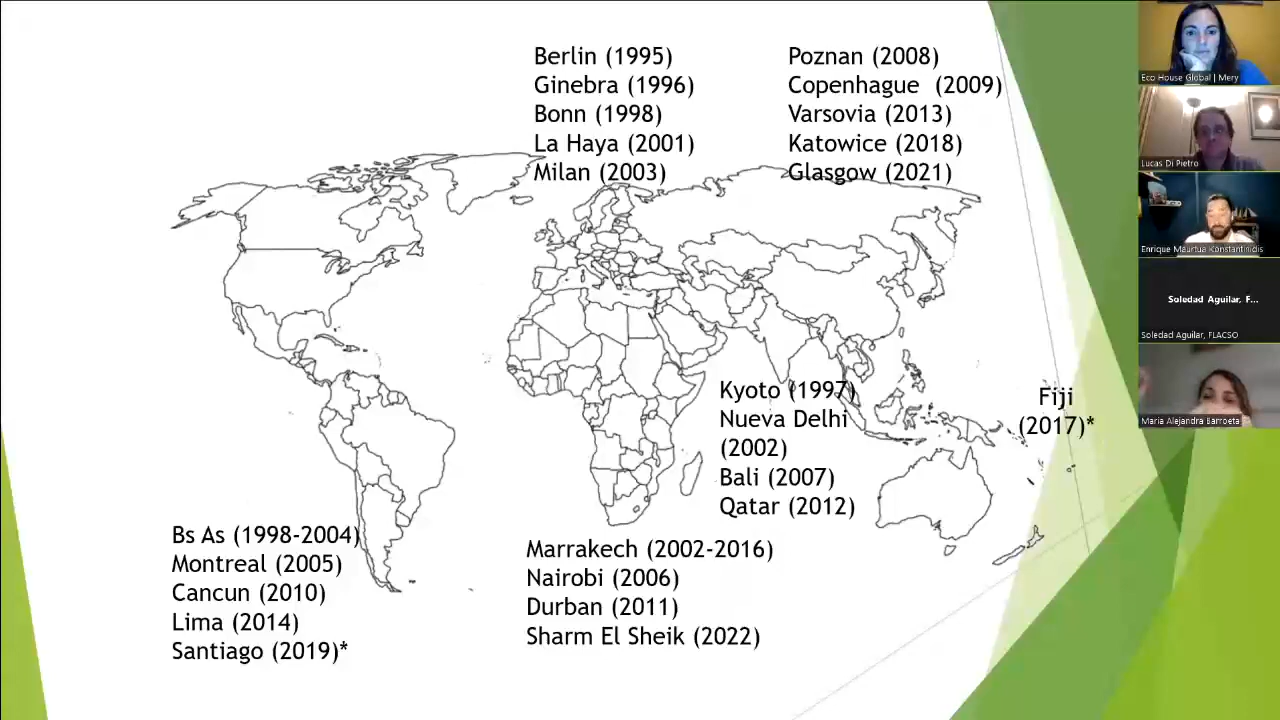 Berlin (1995)
Ginebra (1996)
Bonn (1998)
La Haya (2001)
Milan (2003)
Poznan (2008)
Copenhague (2009)
Varsovia (2013)
Katowice (2018)
Glasgow (2021)
Kyoto (1997)
Nueva Delhi
(2002)
Bali (2007)
Qatar (2012)
Fiji
(2017)*
Bs As (1998-2004)
Montreal (2005)
Cancun (2010)
Lima (2014)
Santiago (2019)*
Marrakech (2002-2016)
Nairobi (2006)
Durban (2011)
Sharm El Sheik (2022)
Eco House Global | Mery
Lucas Di Pietro
Enrique Maurtua Konstantinidis
Soledad Aguilar, F...
Soledad Aguilar, FLACSO
Maria Alejandra Barroeta